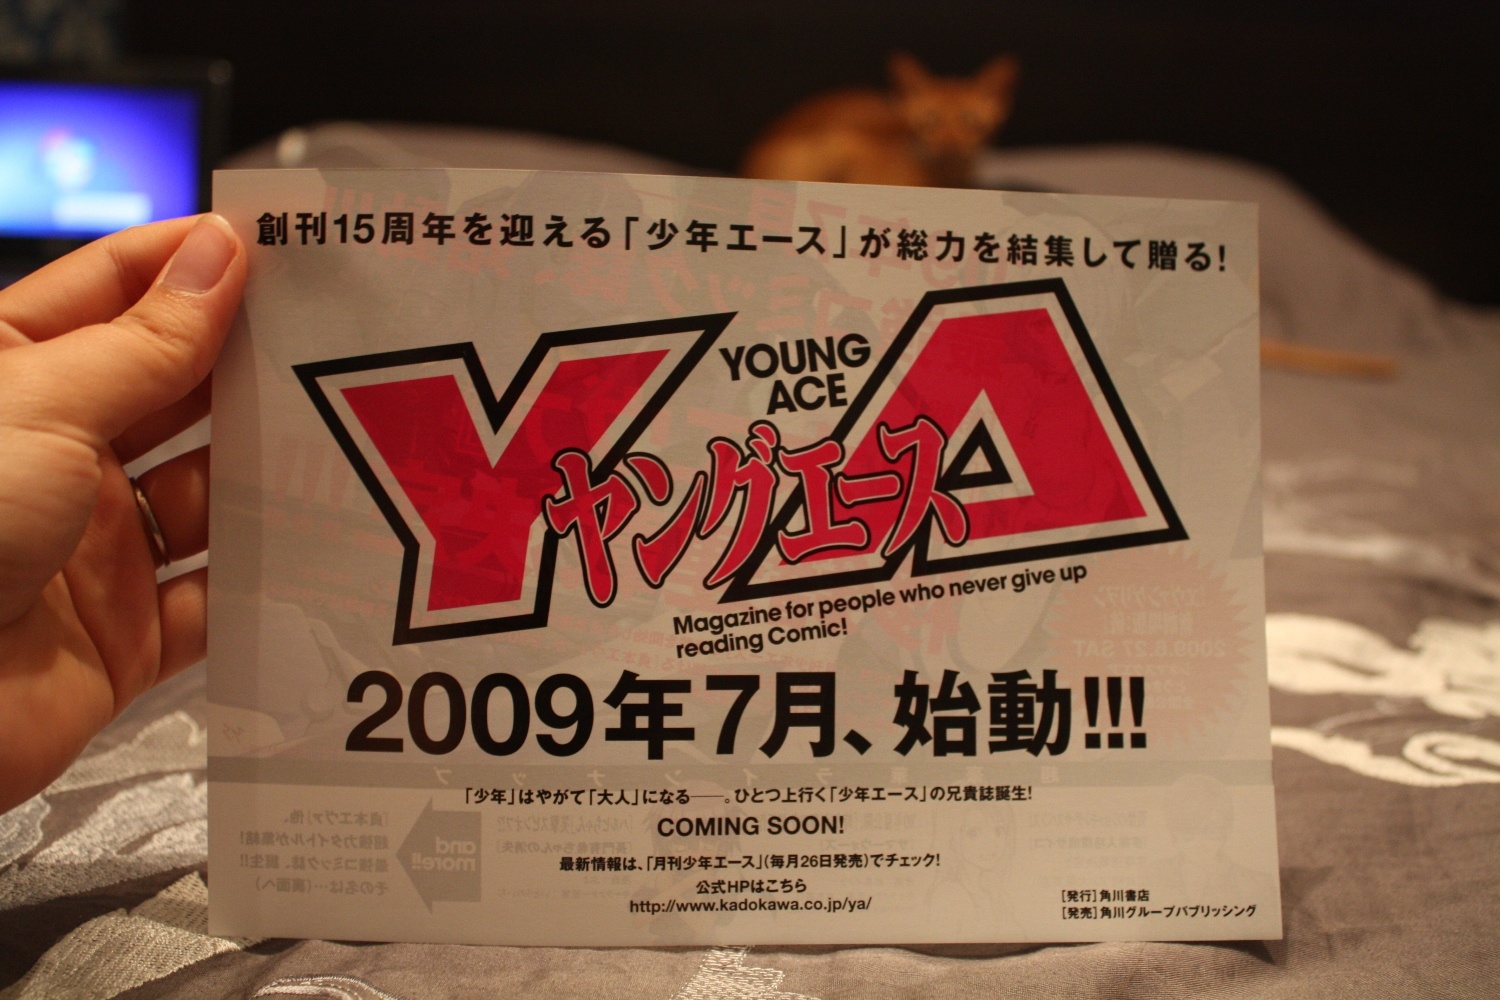 創刊15周年を迎える「少年エース」が総力を結集して贈る!
YOUNG
ACE
YA
ヤングエース
Magazine for people who never give up
reading Comic!
2009年7月、始動!!!
「少年」はやがて「大人」になる――。ひとつ上行く「少年エース」の兄貴誌誕生!
COMING SOON!
最新情報は、「月刊少年エース」(毎月26日発売)でチェック!
公式HPはこちら
http://www.kadokawa.co.jp/ya/
[発行]角川書店
[発売]角川グループパブリッシング
and
more!!
2009.6.27 SAT